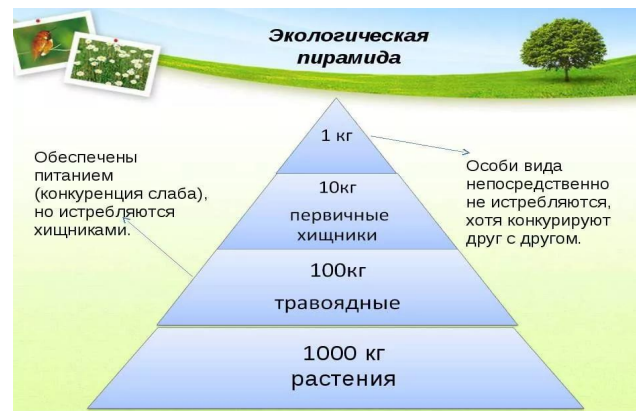 Экологическая
пирамида
1 кг
Обеспечены
питанием
(конкуренция слаба),
но истребляются
хищниками.
Особи вида
непосредственно
не истребляются,
хотя конкурируют
друг с другом.
10кг
первичные
хищники
100кг
травоядные
1000 кг
растения